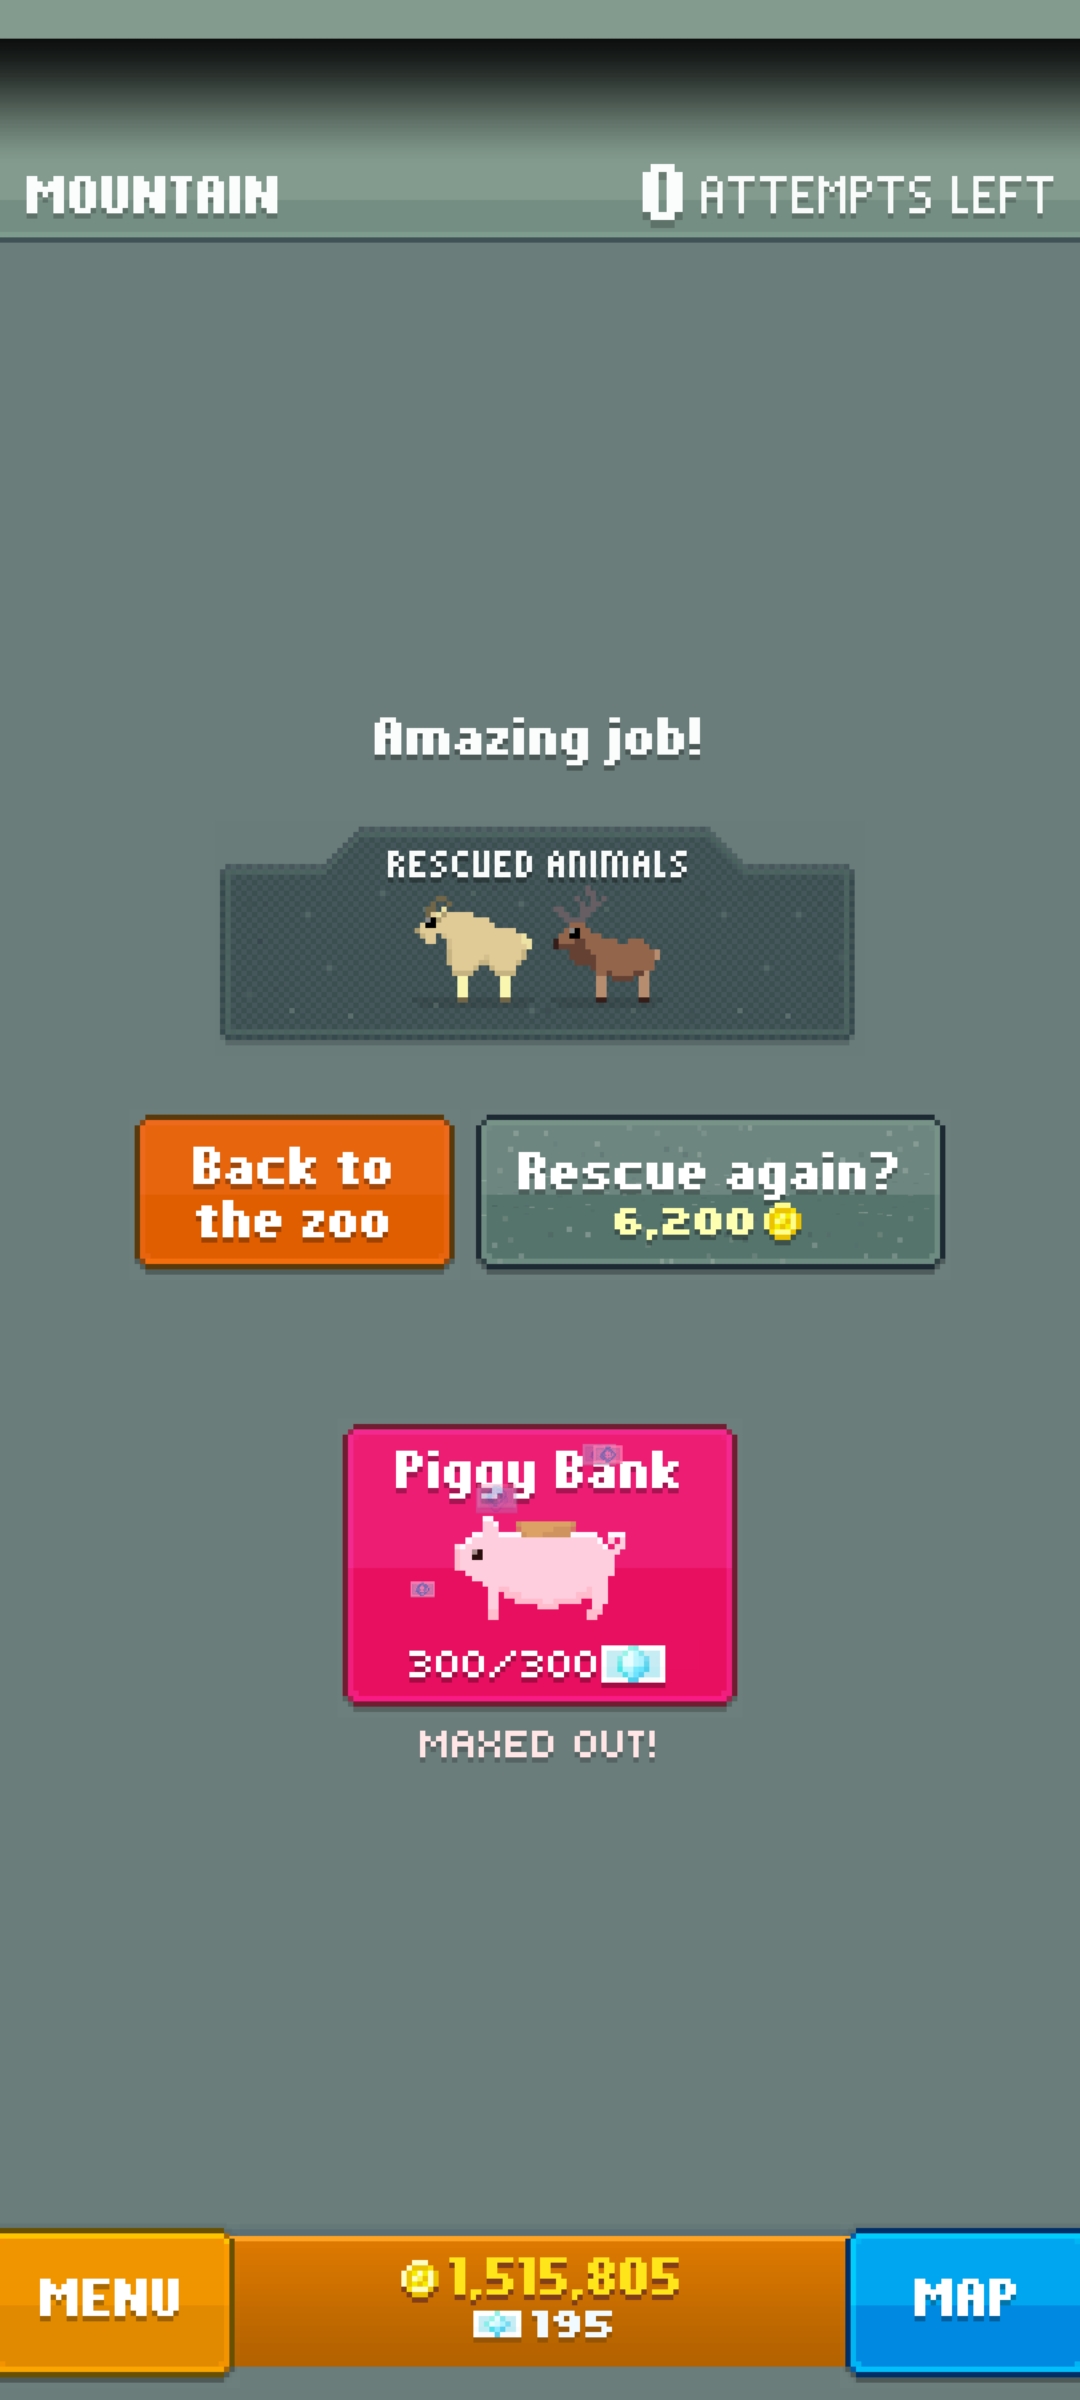 MOUNTAIN
0 ATTEMPTS LEFT
Amazing job!
RESCUED ANIMALS
Back to
the zoo
Rescue again?
6,200
Piggy Bank
300/300
MAXED OUT!
MENU
1,515,805
195
MAP